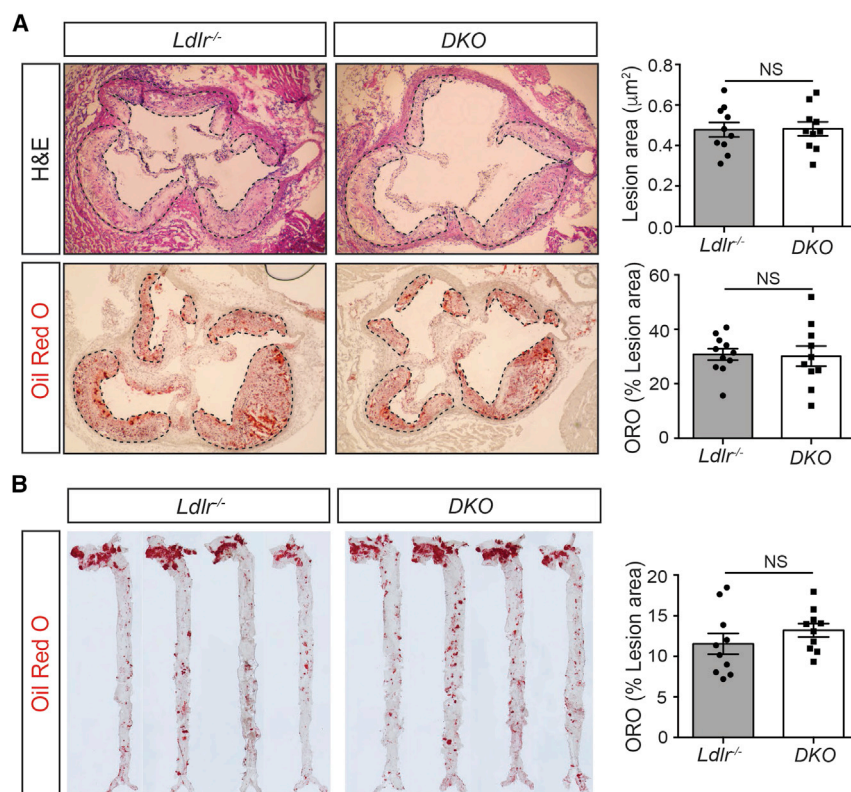 A
Ldlr-/-
DKO
H&E
Lesion area (μm2)
0.8
0.6
0.4
0.2
0.0
NS
Ldlr-/-
DKO
Oil Red O
ORO (% Lesion area)
60
40
20
0
NS
Ldlr-/-
DKO
B
Ldlr-/-
DKO
Oil Red O
ORO (% Lesion area)
20
15
10
5
0
NS
Ldlr-/-
DKO